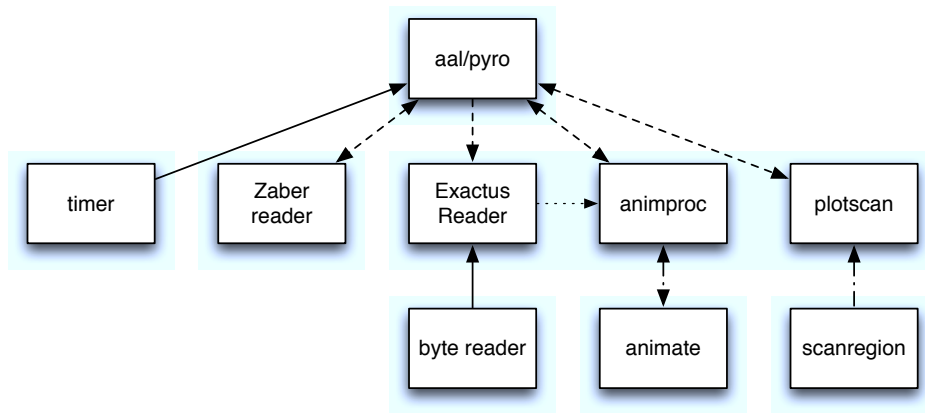 aal/pyro
timer
Zaber
reader
Exactus
Reader
animproc
plotscan
byte reader
animate
scanregion